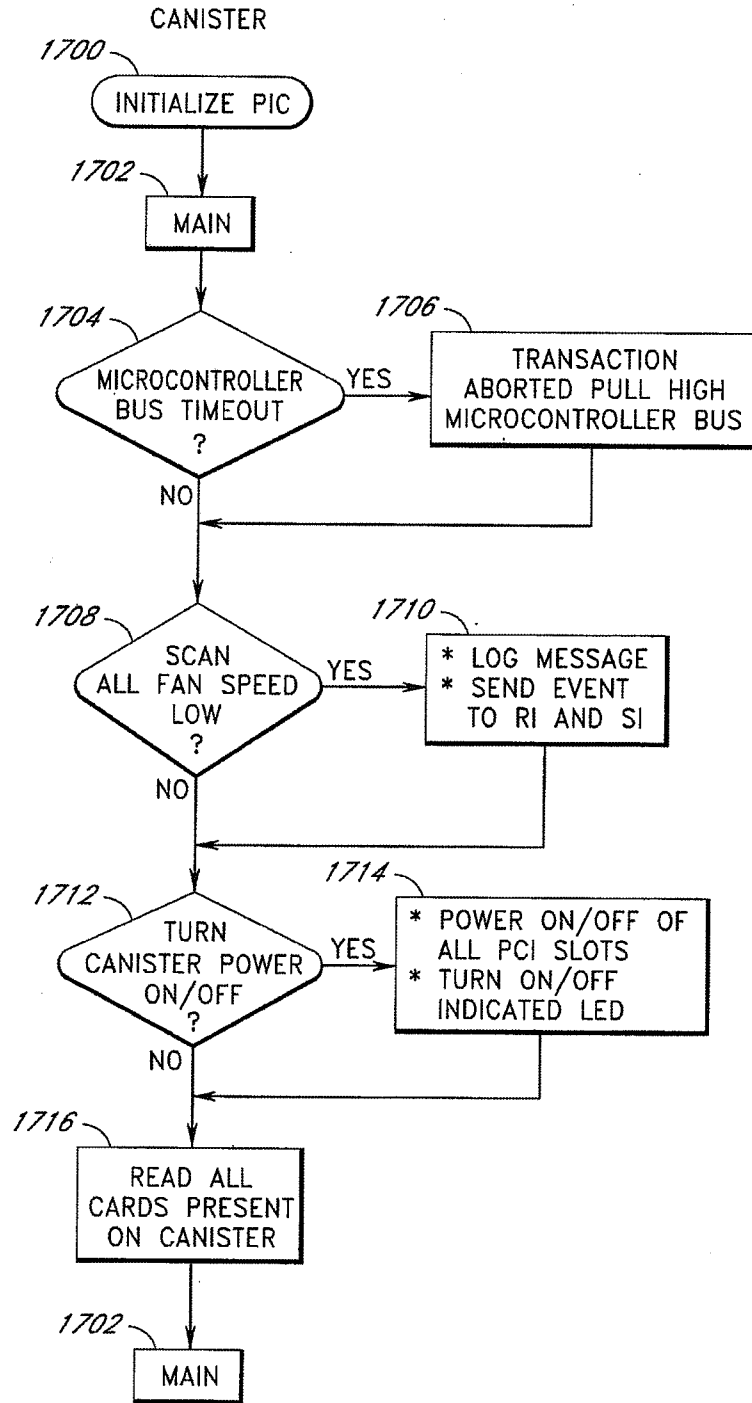 CANISTER
1700
INITIALIZE PIC
1702
MAIN
1704
MICROCONTROLLER
BUS TIMEOUT
?
YES
NO
1706
TRANSACTION
ABORTED PULL HIGH
MICROCONTROLLER BUS
1708
SCAN
ALL FAN SPEED
LOW
?
YES
NO
1710
* LOG MESSAGE
* SEND EVENT
TO RI AND SI
1712
TURN
CANISTER POWER
ON/OFF
?
YES
NO
1714
* POWER ON/OFF OF
ALL PCI SLOTS
* TURN ON/OFF
INDICATED LED
1716
READ ALL
CARDS PRESENT
ON CANISTER
1702
MAIN